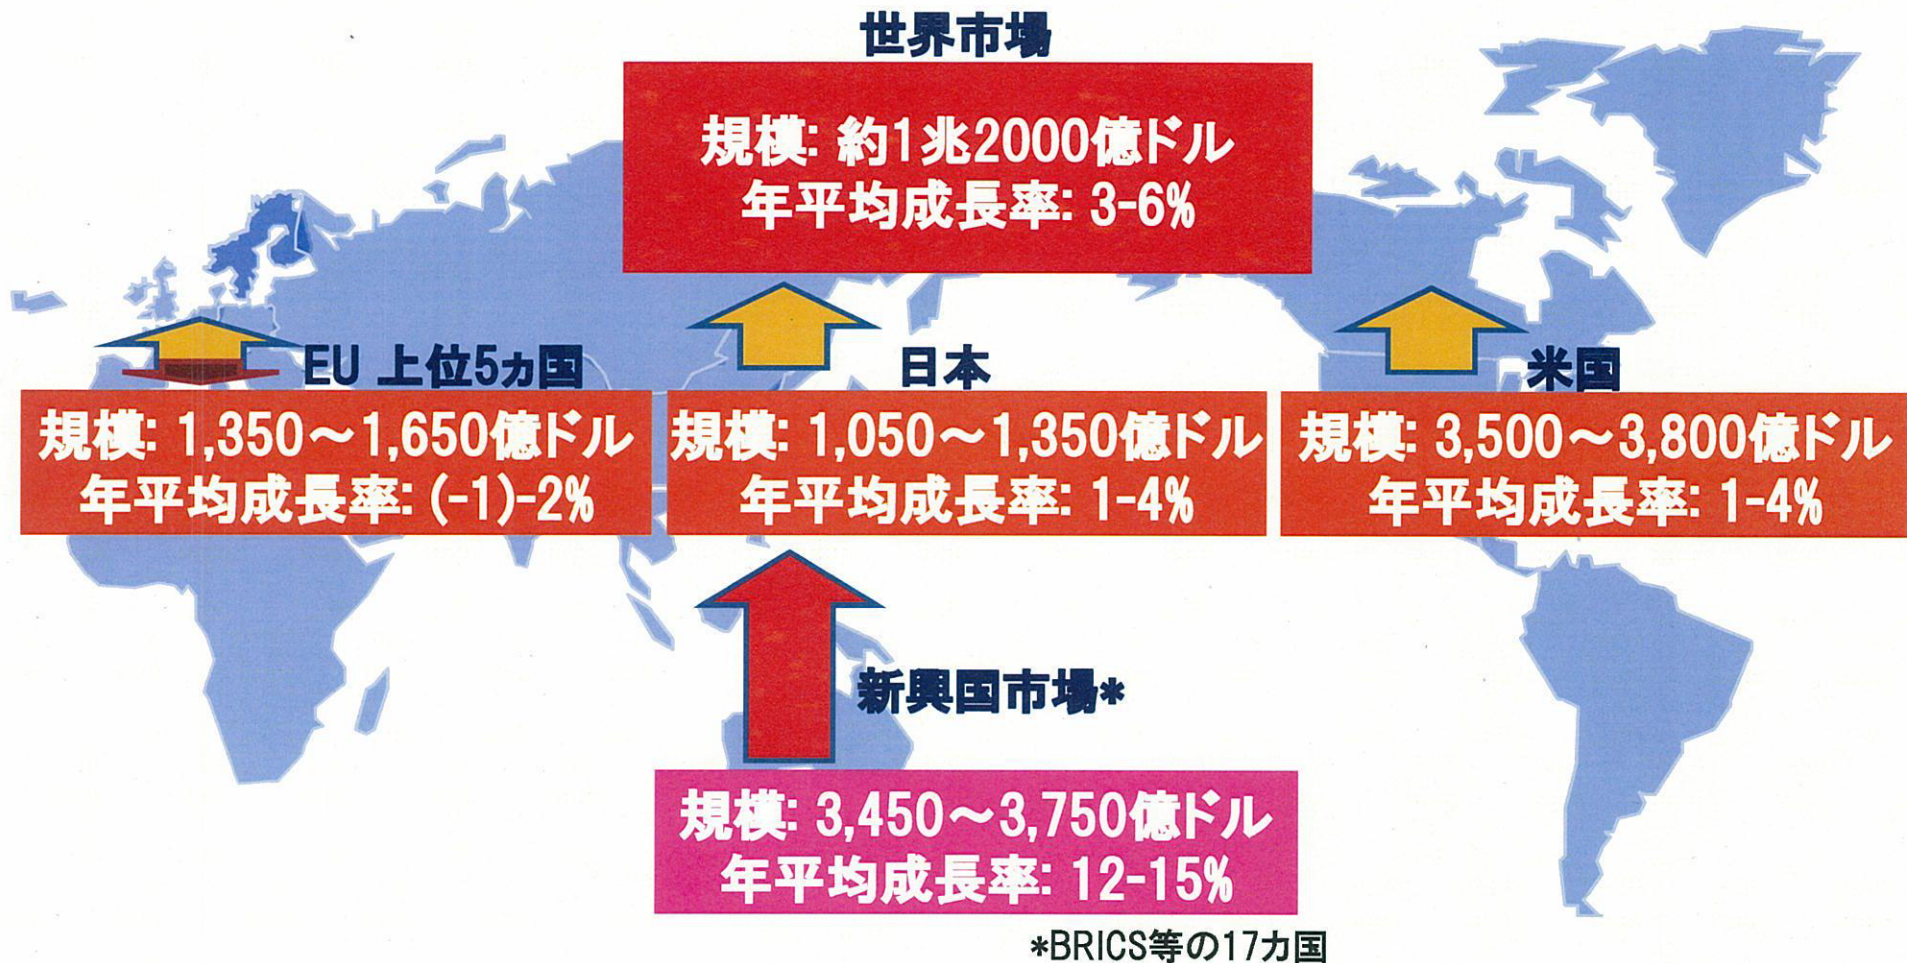 世界市場
規模: 約1兆2000億ドル
年平均成長率: 3-6%
EU 上位5ヵ国
規模: 1,350～1,650億ドル
年平均成長率: (-1)-2%
日本
規模: 1,050～1,350億ドル
年平均成長率: 1-4%
米国
規模: 3,500～3,800億ドル
年平均成長率: 1-4%
新興国市場*
規模: 3,450～3,750億ドル
年平均成長率: 12-15%
*BRICS等の17カ国